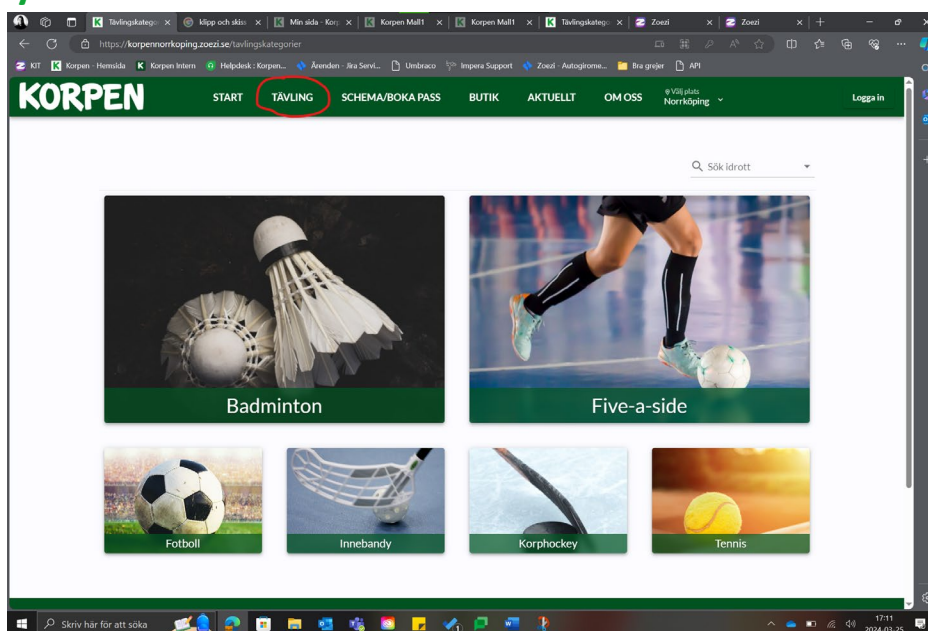 Tävlingskatego
klipp och skiss
Min sida - Korp
Korpen Mall1
Korpen Mall1
Tävlingskatego
Zoezi
Zoezi
https://korpennorrkoping.zoezi.se/tavlingskategorier
KIT
Korpen - Hemsida
Korpen Intern
Helpdesk : Korpen...
Ärenden - Jira Servi...
Umbraco
Impera Support
Zoezi - Autogirome...
Bra grejer
API
KORPEN
START
TÄVLING
SCHEMA/BOKA PASS
BUTIK
AKTUELLT
OM OSS
Välj plats
Norrköping
Logga in
Sök idrott
Badminton
Five-a-side
Fotboll
Innebandy
Korphockey
Tennis
Skriv här för att söka
17:11
2024-03-25